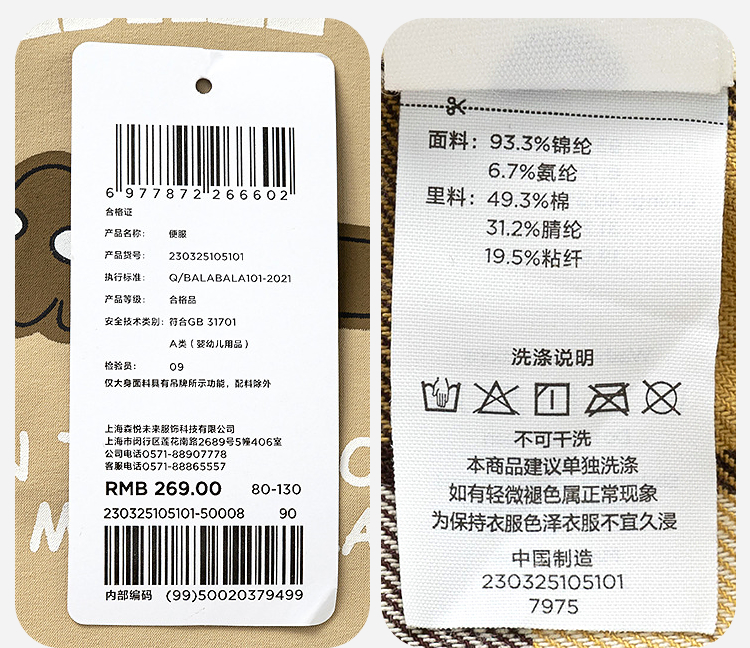 6 977872 266602
合格证
产品名称: 便服
产品货号: 230325105101
执行标准: Q/BALABALA101-2021
产品等级: 合格品
安全技术类别: 符合GB 31701
A类(婴幼儿用品)
检验员: 09
仅大身面料具有吊牌所示功能，配料除外
上海森悦未来服饰科技有限公司
上海市闵行区莲花南路2689号5幢406室
公司电话0571-88907778
客服电话0571-88865557
RMB 269.00 80-130
230325105101-50008 90
内部编码 (99)50020379499
面料: 93.3%锦纶
6.7%氨纶
里料: 49.3%棉
31.2%腈纶
19.5%粘纤
洗涤说明
不可干洗
本商品建议单独洗涤
如有轻微褪色属正常现象
为保持衣服色泽衣服不宜久浸
中国制造
230325105101
7975